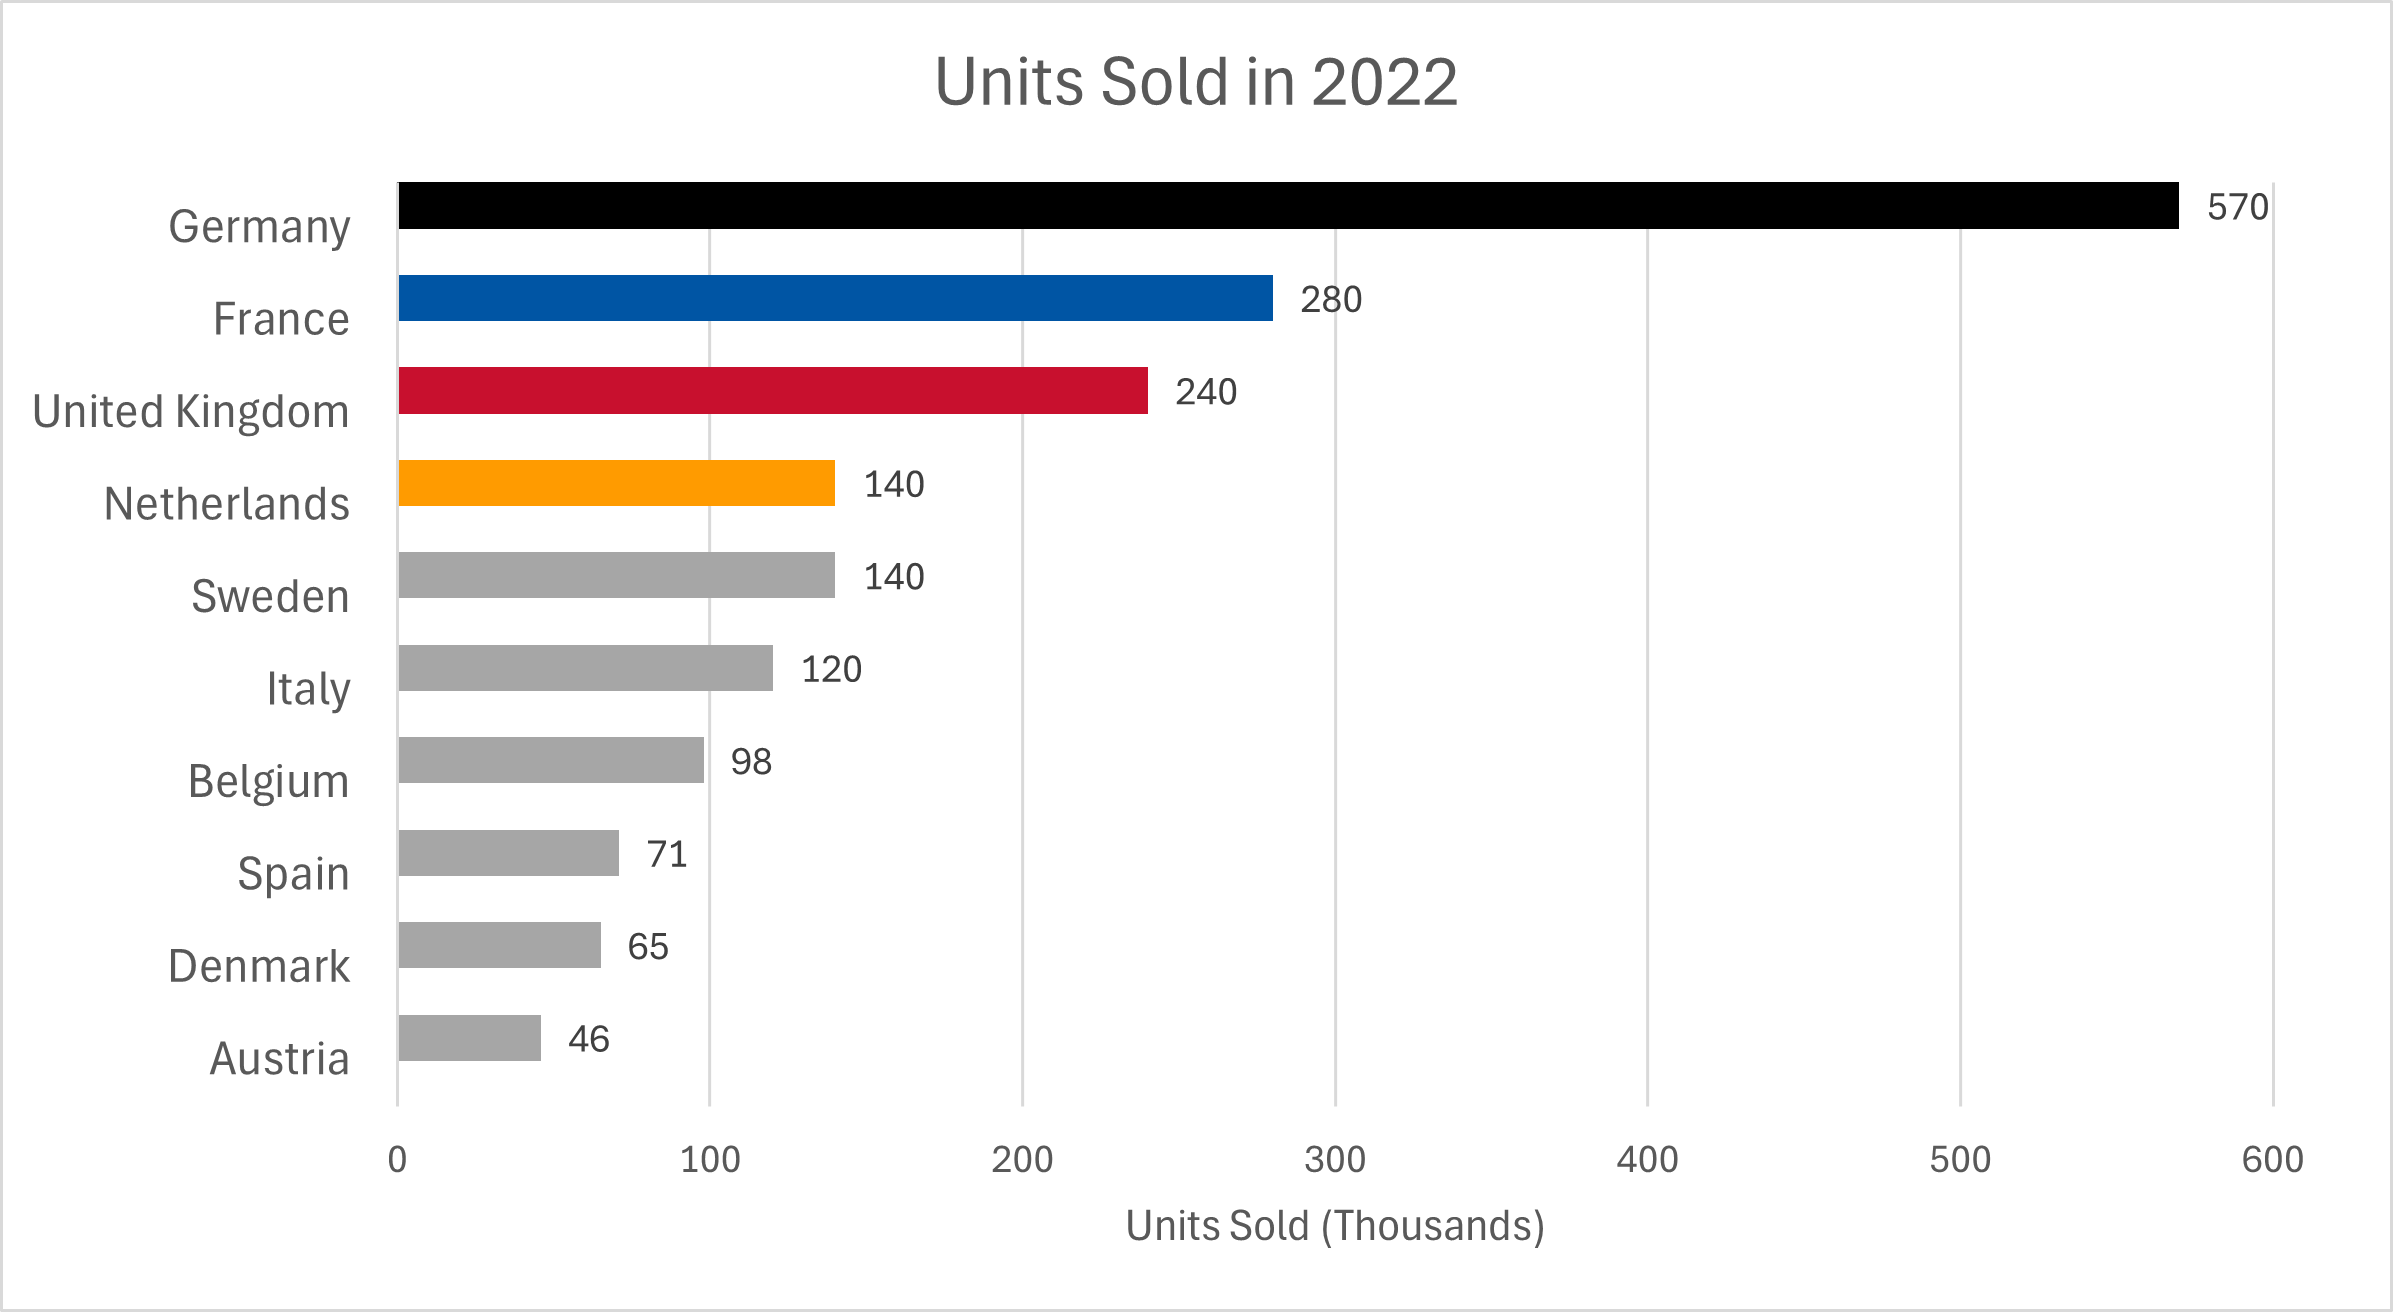 Units Sold in 2022
Germany 570
France 280
United Kingdom 240
Netherlands 140
Sweden 140
Italy 120
Belgium 98
Spain 71
Denmark 65
Austria 46
0 100 200 300 400 500 600
Units Sold (Thousands)